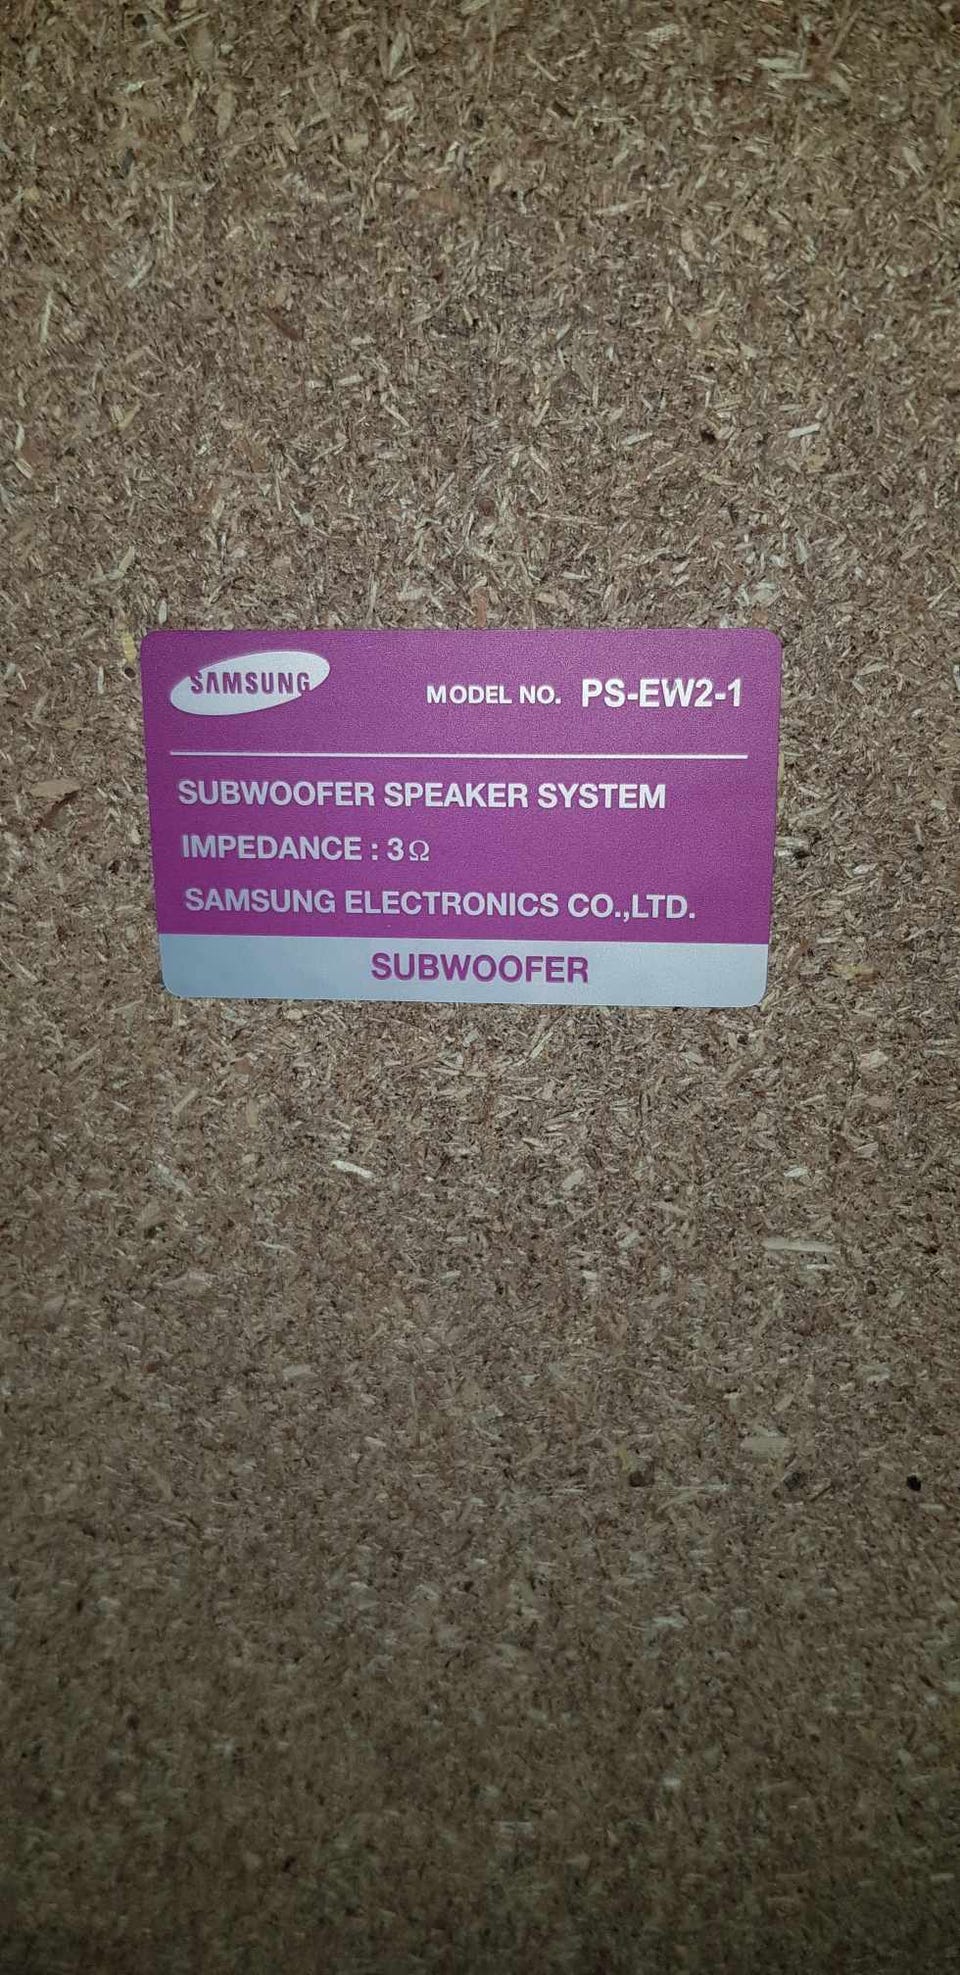 SAMSUNG
MODEL NO. PS-EW2-1
SUBWOOFER SPEAKER SYSTEM
IMPEDANCE : 3Ω
SAMSUNG ELECTRONICS CO.,LTD.
SUBWOOFER